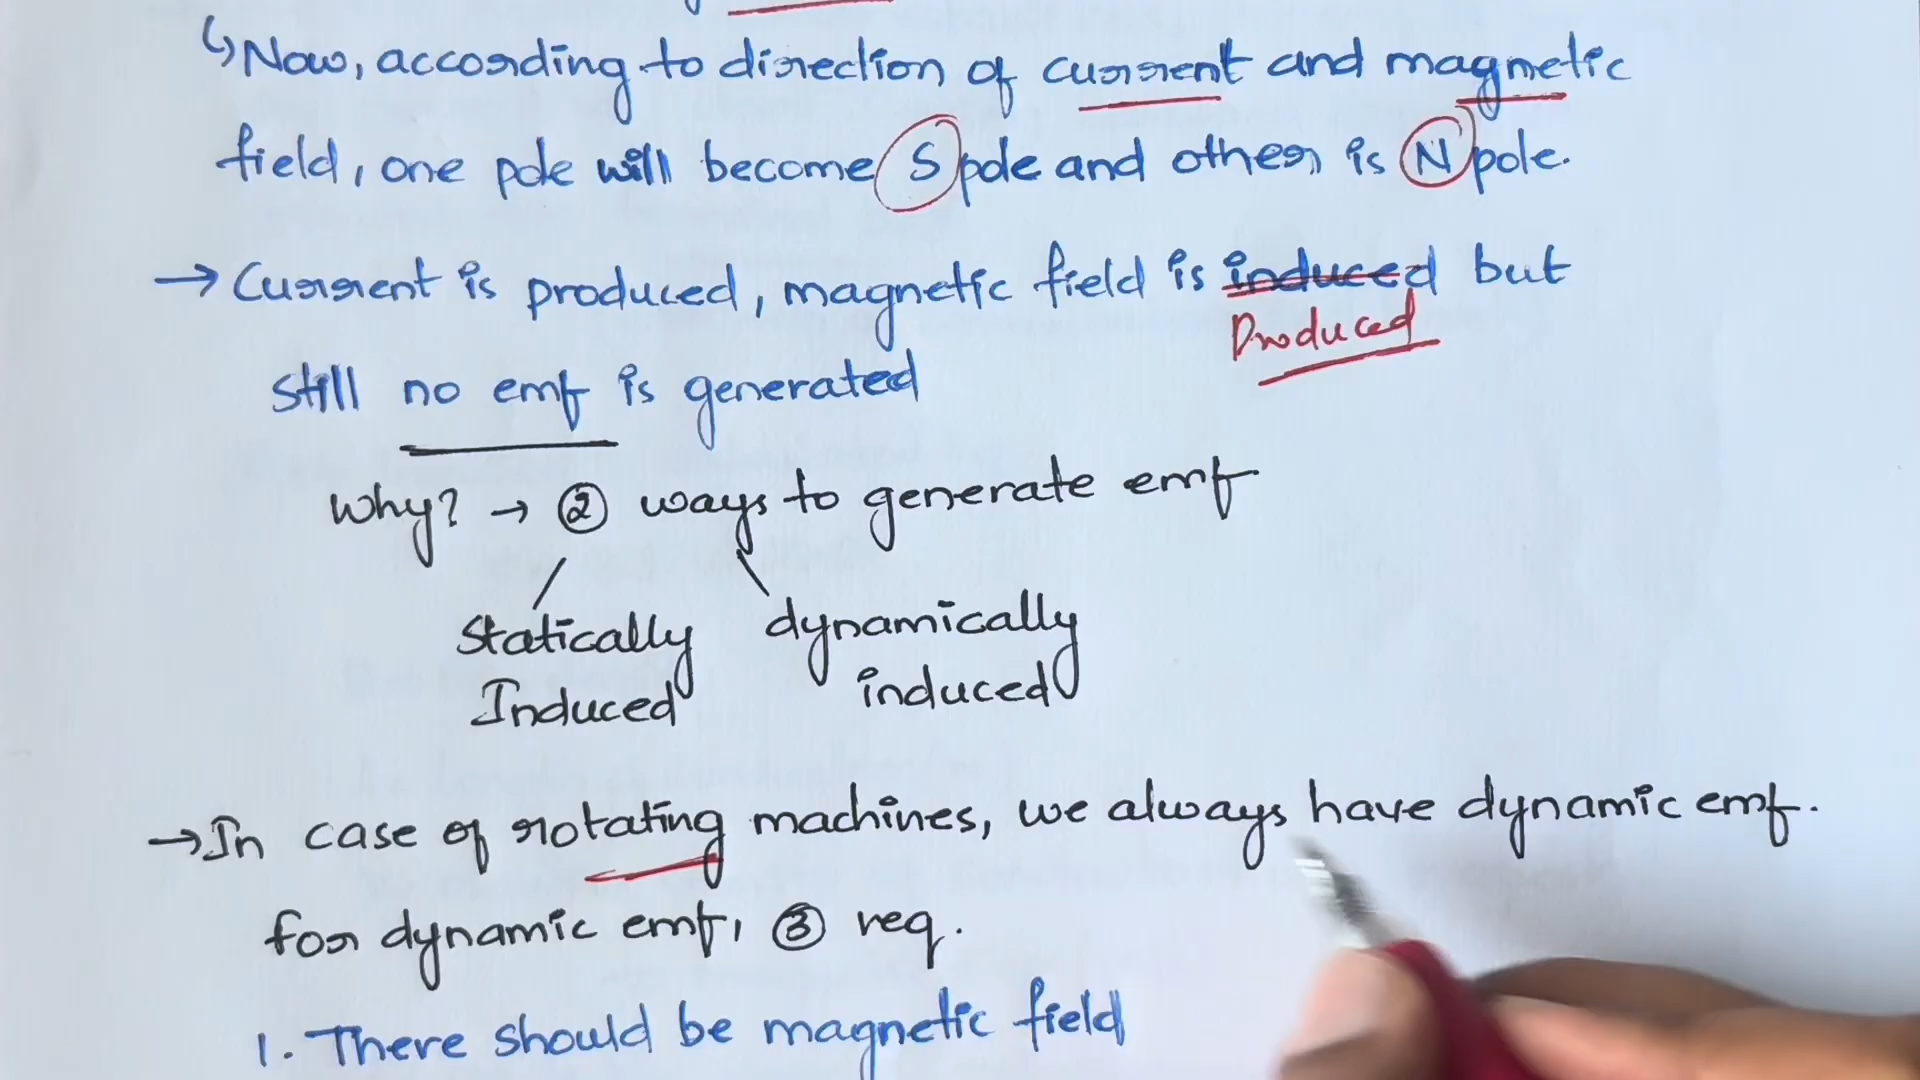 Now, according to direction of current and magnetic
field, one pole will become S pole and other is N pole.
→ Current is produced, magnetic field is induced but
Produced
still no emf is generated
Why? → 2 ways to generate emf
Statically dynamically
Induced induced
→ In case of rotating machines, we always have dynamic emf.
for dynamic emf, 3 req.
1. There should be magnetic field